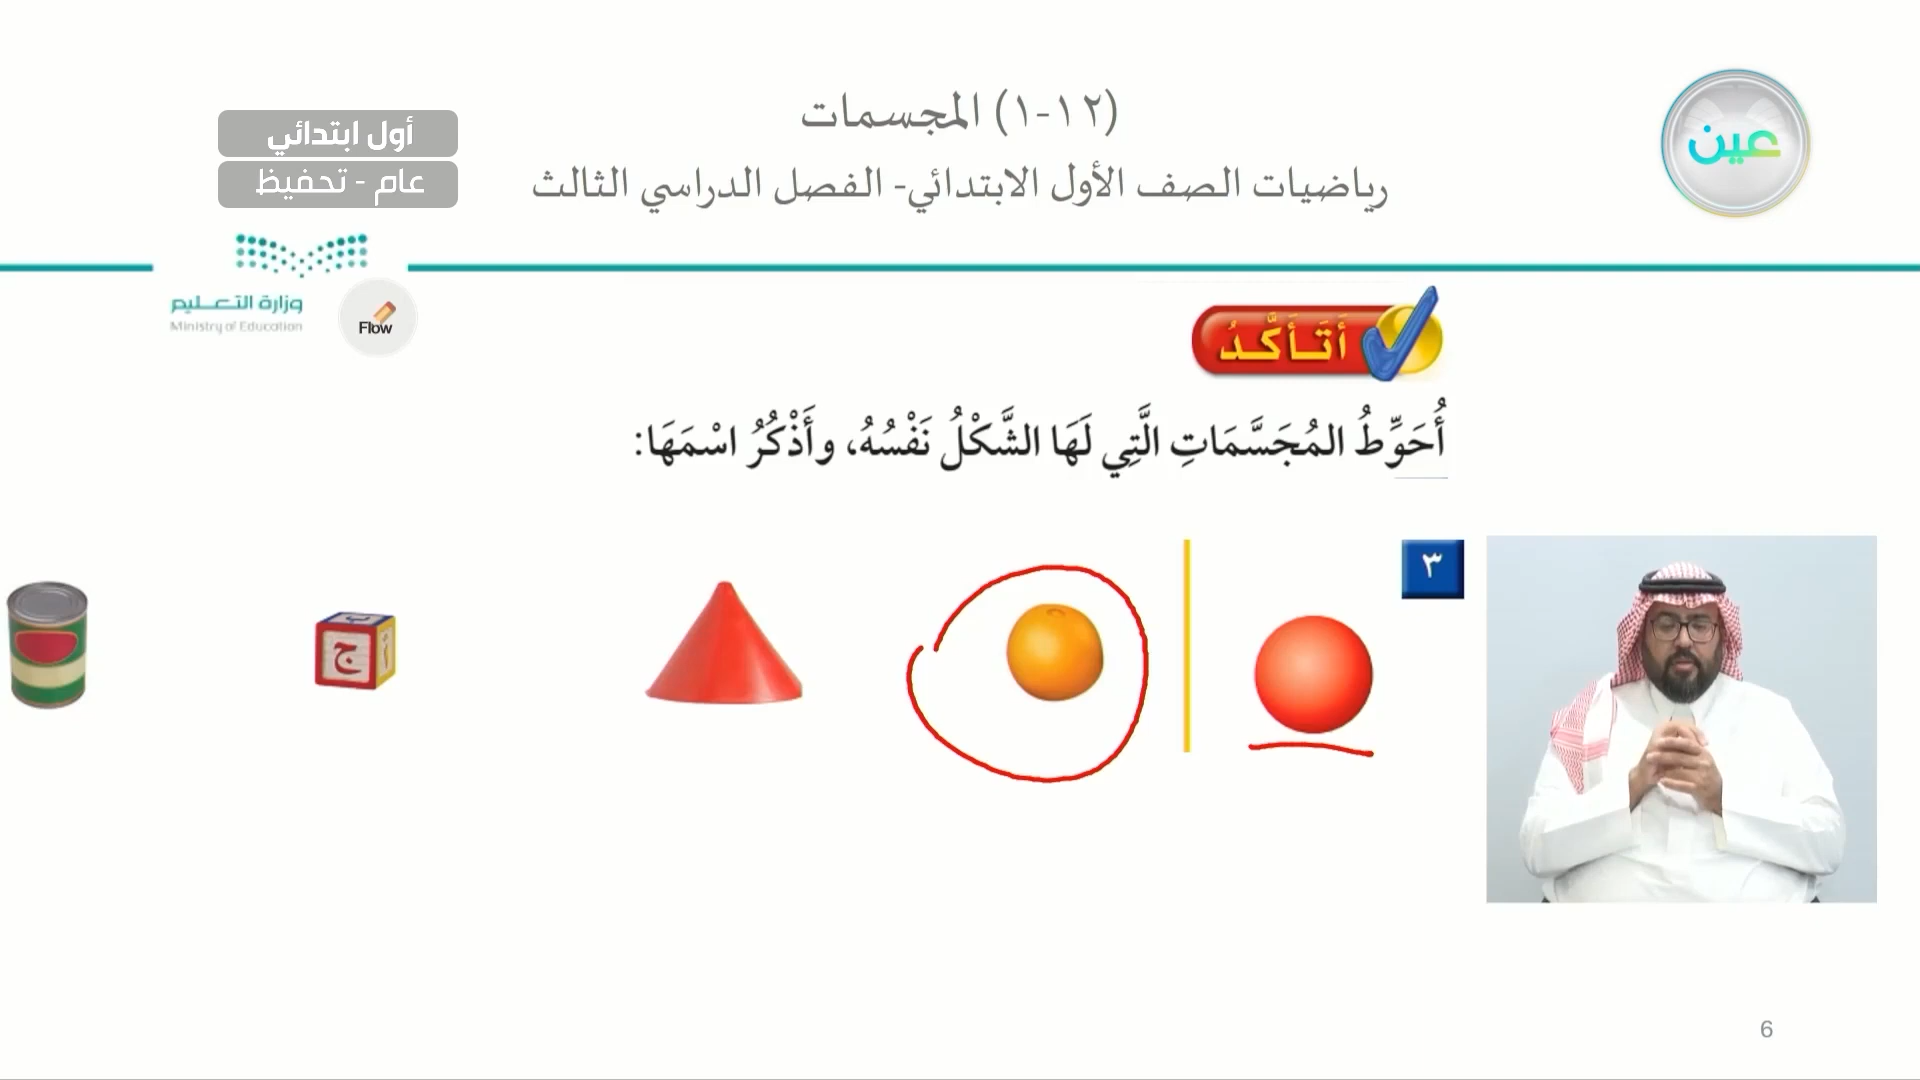 (١٢-١) المجسمات
رياضيات الصف الأول الابتدائي- الفصل الدراسي الثالث
عين
أول ابتدائي
عام - تحفيظ
وزارة التعليم
Ministry of Education
Flow
أَتَأَكَّدُ
أُحَوِّطُ المُجَسَّمَاتِ الَّتِي لَهَا الشَّكْلُ نَفْسُهُ، وأَذْكُرُ اسْمَهَا:
٣
ج
أ
ب
6